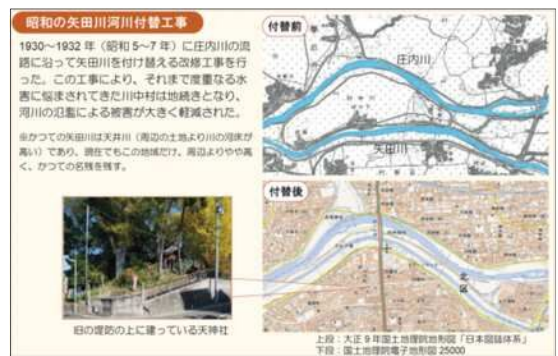 昭和の矢田川河川付替工事
1930～1932年（昭和5～7年）に庄内川の流
路に沿って矢田川を付け替える改修工事を行
った。この工事により、それまで度重なる水
害に悩まされてきた川中村は地続きとなり、
河川の氾濫による被害が大きく軽減された。
※かつての矢田川は天井川（周辺の土地より川の河床が
高い）であり、現在でもこの地域だけ、周辺よりやや高
く、かつての名残を残す。
旧の堤防の上に建っている天神社
付替前
庄内川
矢田川
付替後
北区
上段：大正9年国土地理院地形図「日本図誌体系」
下段：国土地理院電子地形図25000